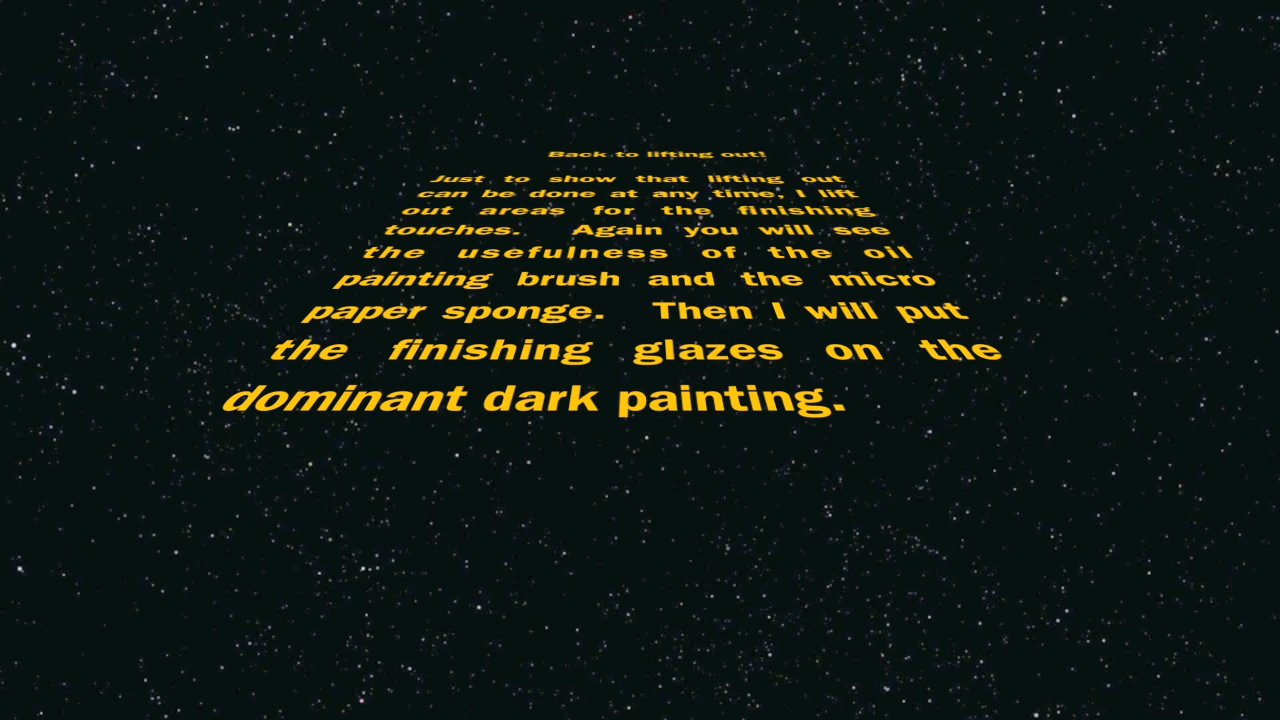 Back to lifting out!
Just to show that lifting out
can be done at any time, I lift
out areas for the finishing
touches. Again you will see
the usefulness of the oil
painting brush and the micro
paper sponge. Then I will put
the finishing glazes on the
dominant dark painting.